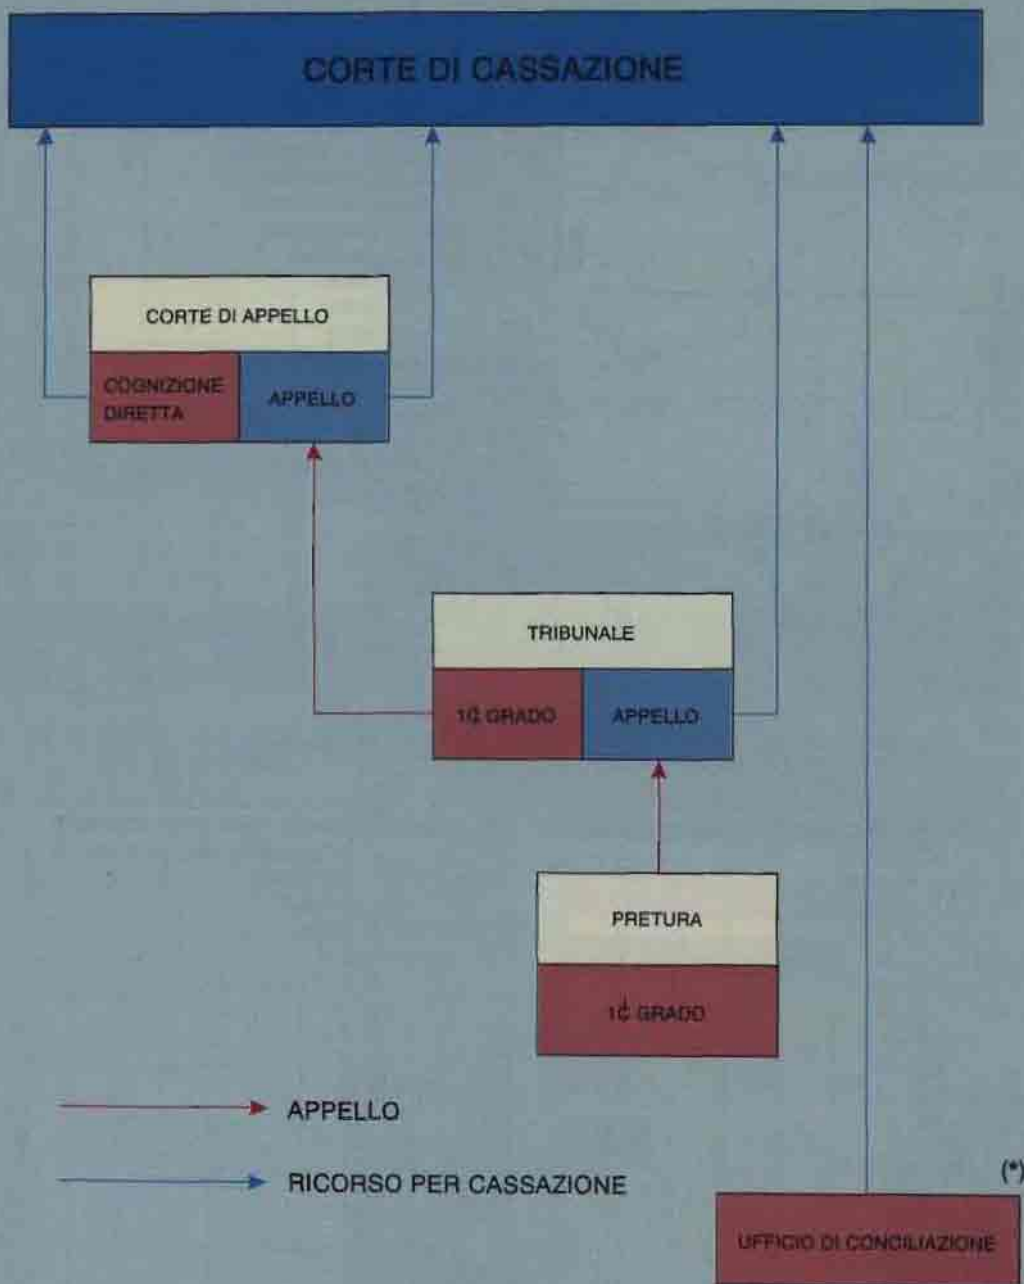 CORTE DI CASSAZIONE
CORTE DI APPELLO
COGNIZIONE
DIRETTA
APPELLO
TRIBUNALE
1₵ GRADO
APPELLO
PRETURA
1₵ GRADO
APPELLO
RICORSO PER CASSAZIONE
(*)
UFFICIO DI CONCILIAZIONE